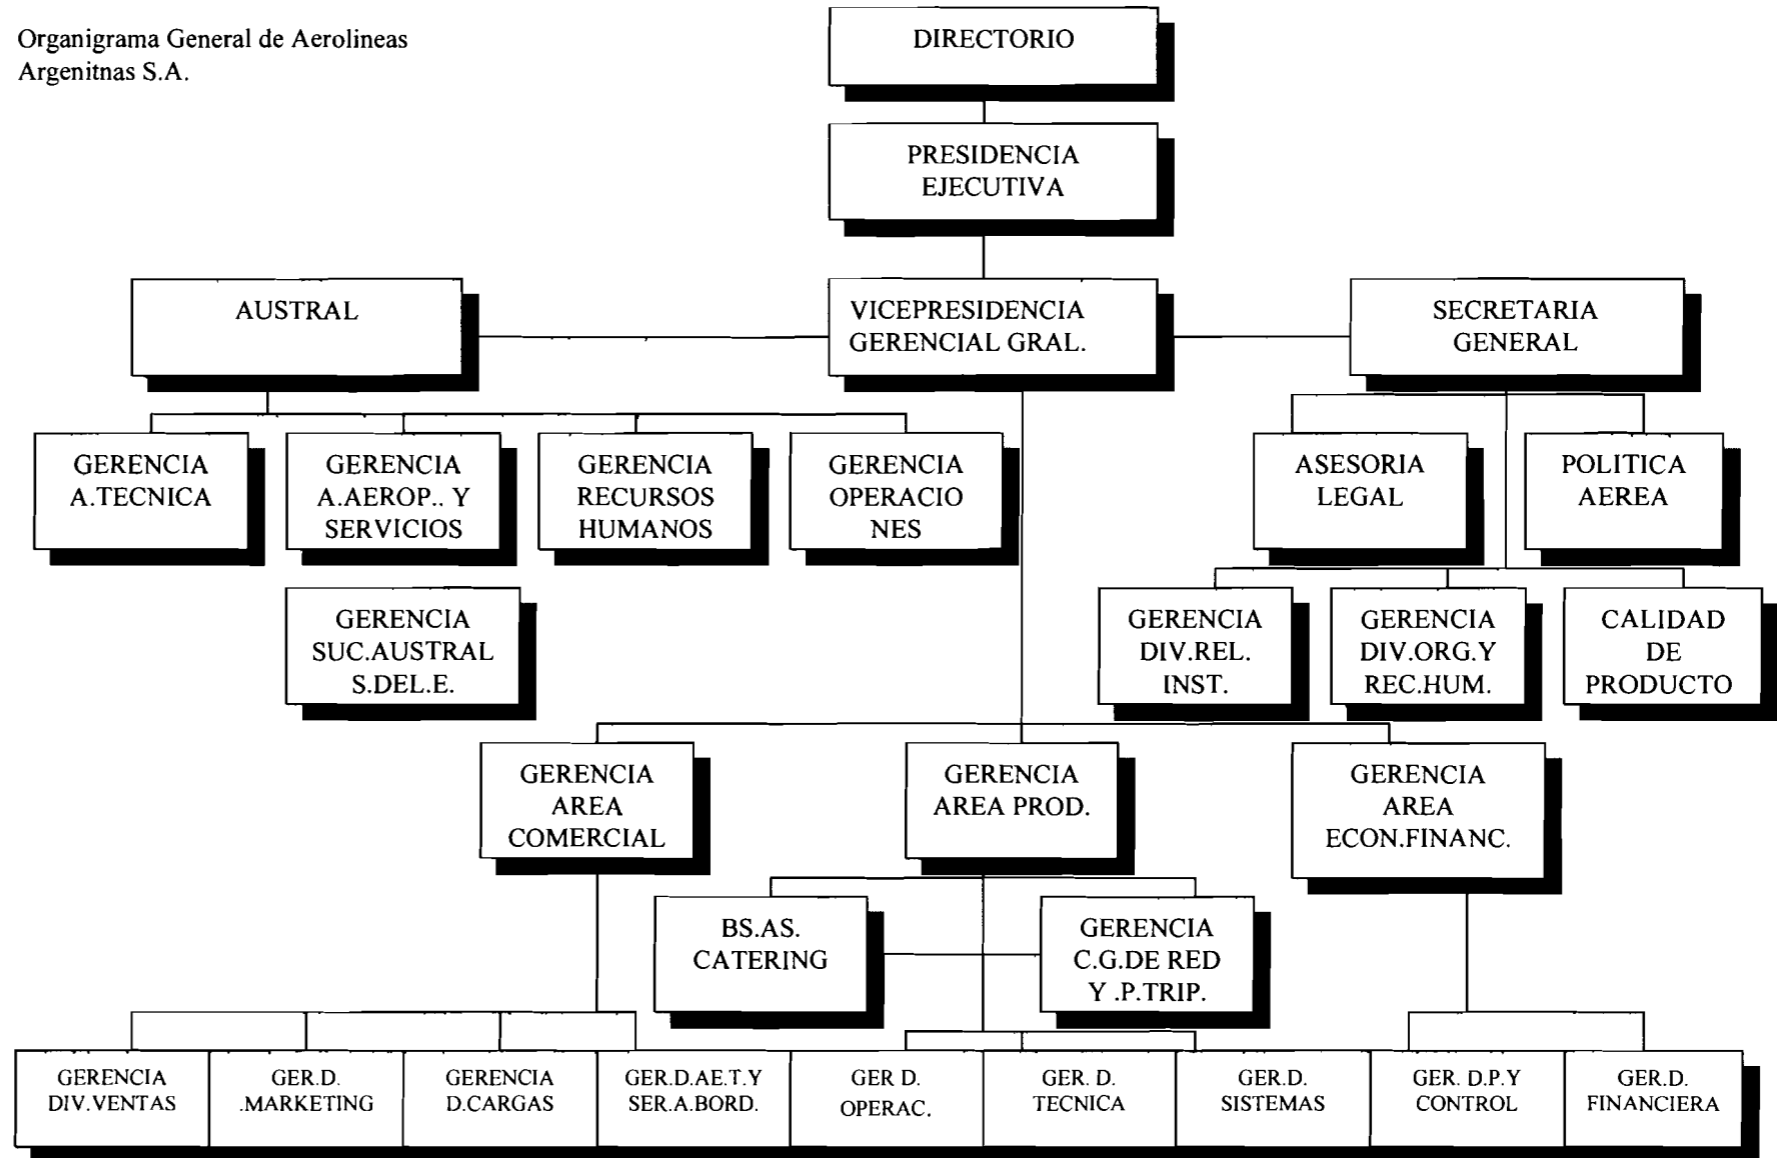 Organigrama General de Aerolineas
Argenitnas S.A.
DIRECTORIO
PRESIDENCIA
EJECUTIVA
AUSTRAL
VICEPRESIDENCIA
GERENCIAL GRAL.
SECRETARIA
GENERAL
GERENCIA
A.TECNICA
GERENCIA
A.AEROP.. Y
SERVICIOS
GERENCIA
RECURSOS
HUMANOS
GERENCIA
OPERACIO
NES
ASESORIA
LEGAL
POLITICA
AEREA
GERENCIA
SUC.AUSTRAL
S.DEL.E.
GERENCIA
DIV.REL.
INST.
GERENCIA
DIV.ORG.Y
REC.HUM.
CALIDAD
DE
PRODUCTO
GERENCIA
AREA
COMERCIAL
GERENCIA
AREA PROD.
GERENCIA
AREA
ECON.FINANC.
BS.AS.
CATERING
GERENCIA
C.G.DE RED
Y .P.TRIP.
GERENCIA
DIV.VENTAS
GER.D.
.MARKETING
GERENCIA
D.CARGAS
GER.D.AE.T.Y
SER.A.BORD.
GER D.
OPERAC.
GER. D.
TECNICA
GER.D.
SISTEMAS
GER. D.P.Y
CONTROL
GER.D.
FINANCIERA